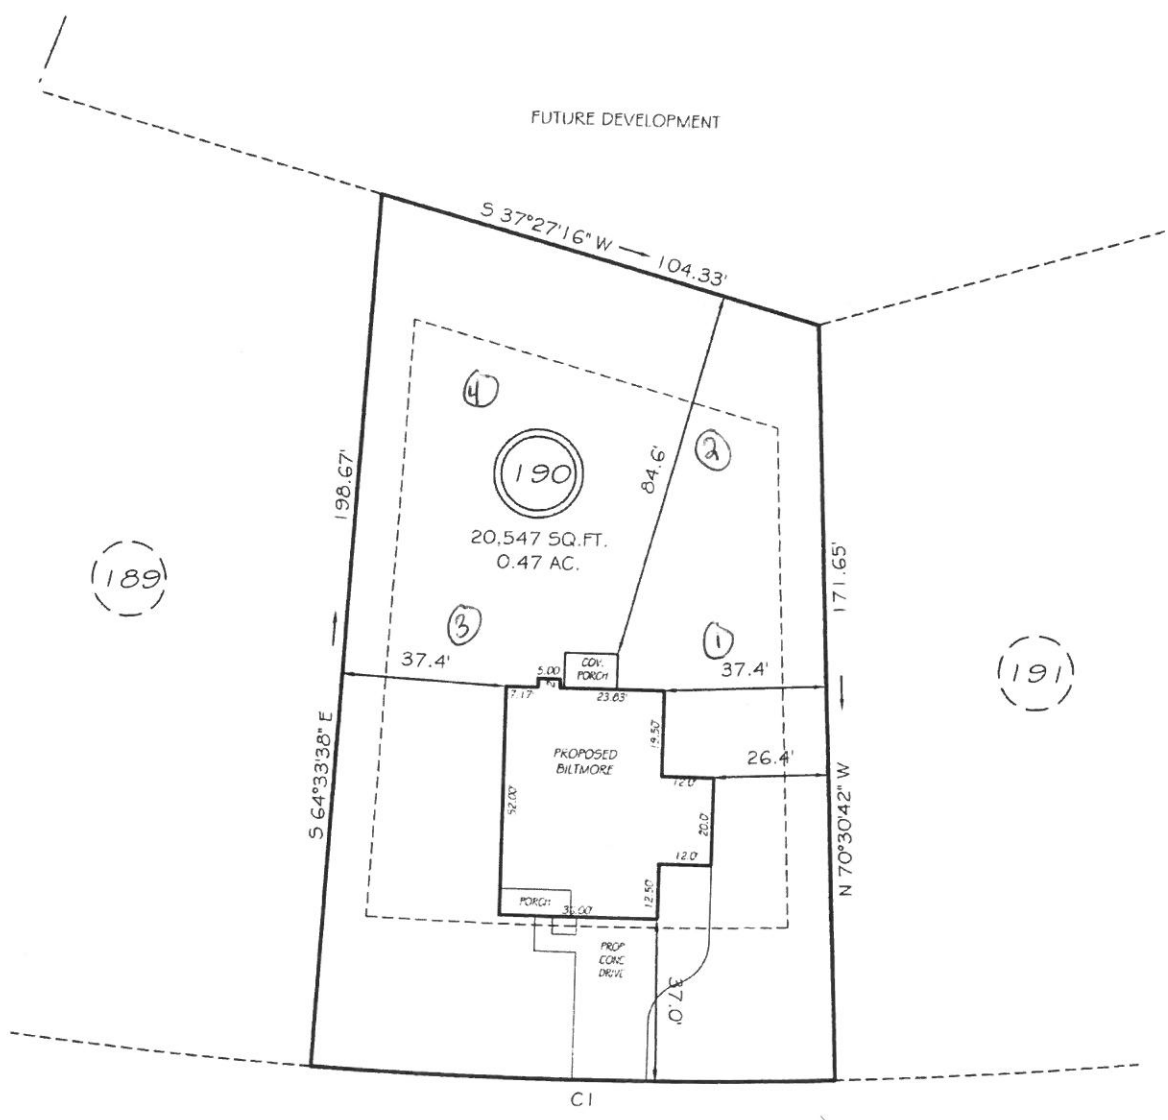 FUTURE DEVELOPMENT
S 37°27'16" W
104.33'
4
2
190
84.6'
20,547 SQ.FT.
0.47 AC.
198.67'
171.65'
189
191
3
1
37.4'
37.4'
5.00
COV.
PORCH
7.17'
2'
23.83'
19.50'
PROPOSED
BILTMORE
26.4'
12.0'
S 64°33'38" E
52.00'
20.0'
N 70°30'42" W
12.0'
12.50'
PORCH
36.00'
PROP
CONC
DRIVE
37.0'
C1